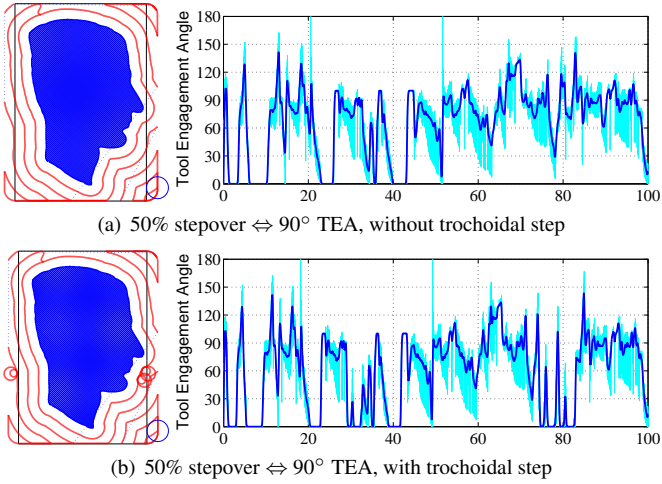 Tool Engagement Angle
180
150
120
90
60
30
0
0 20 40 60 80 100
(a) 50% stepover ⇔ 90° TEA, without trochoidal step
Tool Engagement Angle
180
150
120
90
60
30
0
0 20 40 60 80 100
(b) 50% stepover ⇔ 90° TEA, with trochoidal step